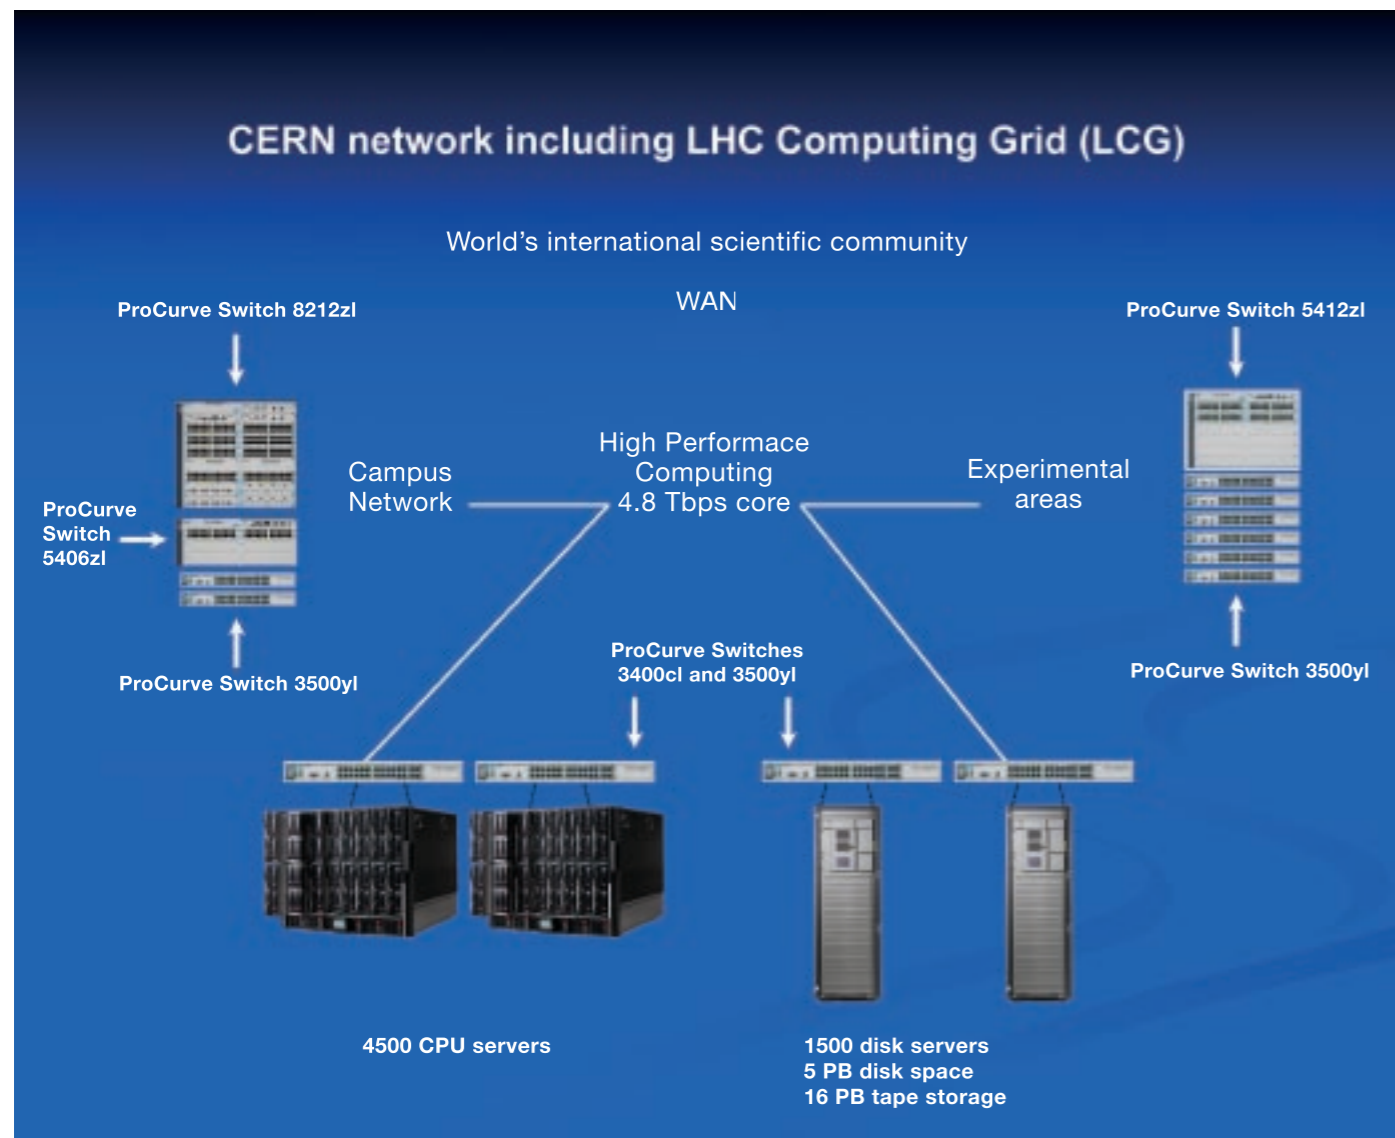 CERN network including LHC Computing Grid (LCG)
World's international scientific community
WAN
ProCurve Switch 8212zl
ProCurve Switch 5412zl
High Performace
Computing
4.8 Tbps core
Campus
Network
Experimental
areas
ProCurve
Switch
5406zl
ProCurve Switch 3500yl
ProCurve Switches
3400cl and 3500yl
ProCurve Switch 3500yl
4500 CPU servers
1500 disk servers
5 PB disk space
16 PB tape storage